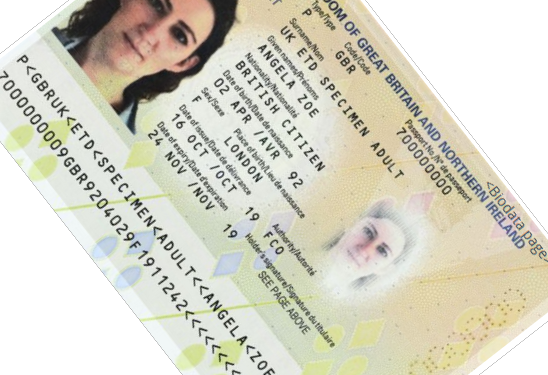 DOM OF GREAT BRITAIN AND NORTHERN IRELAND
Type/Type
Code/Code
Passport No/No de passeport
P
GBR
700000000
Surname/Nom
UK ETD SPECIMEN ADULT
Given names/Prénoms
ANGELA ZOE
Nationality/Nationalité
BRITISH CITIZEN
Date of birth/Date de naissance
02 APR /AVR 92
Sex/Sexe
Place of birth/Lieu de naissance
LONDON
Date of issue/Date de délivrance
Authority/Autorité
16 OCT /OCT 19
FCO
Date of expiry/Date d'expiration
Holder's signature/Signature du titulaire
24 NOV /NOV 19
SEE PAGE ABOVE
P<GBRUK<ETD<SPECIMEN<ADULT<<ANGELA<ZOE
7000000009GBR9204029F1911242<<<<<<
<Biodata page